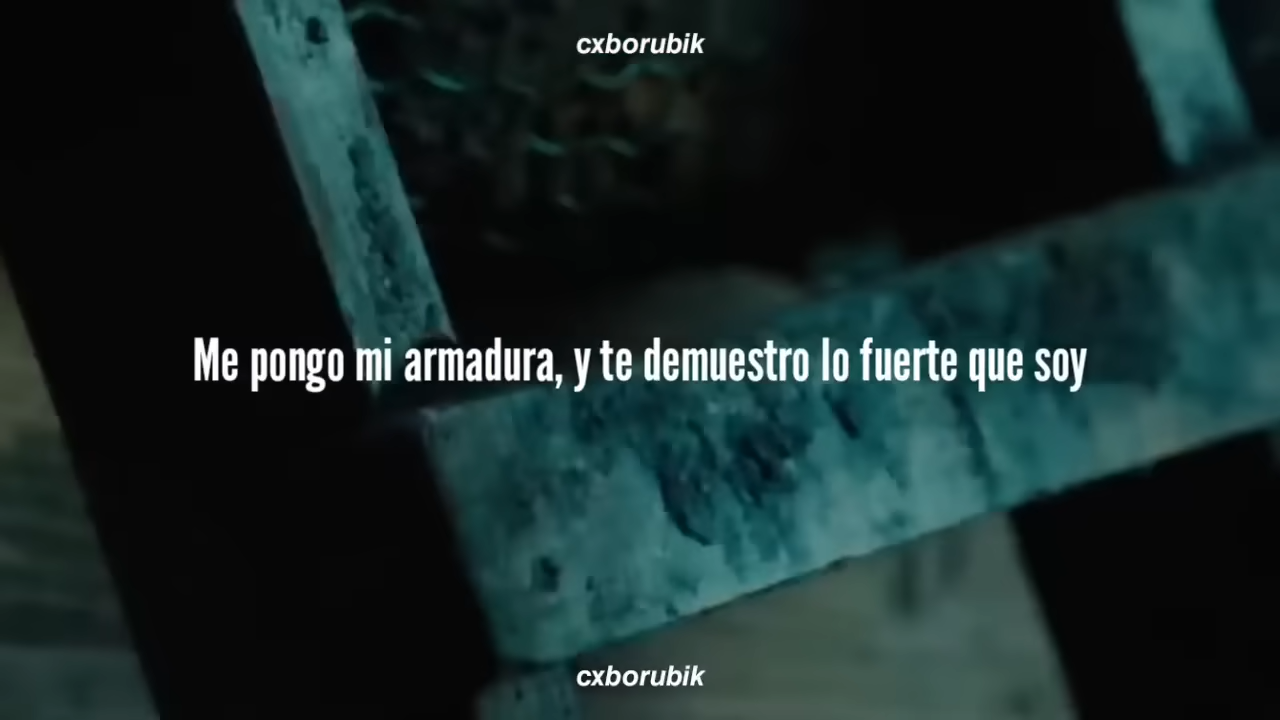 cxborubik
Me pongo mi armadura, y te demuestro lo fuerte que soy
cxborubik